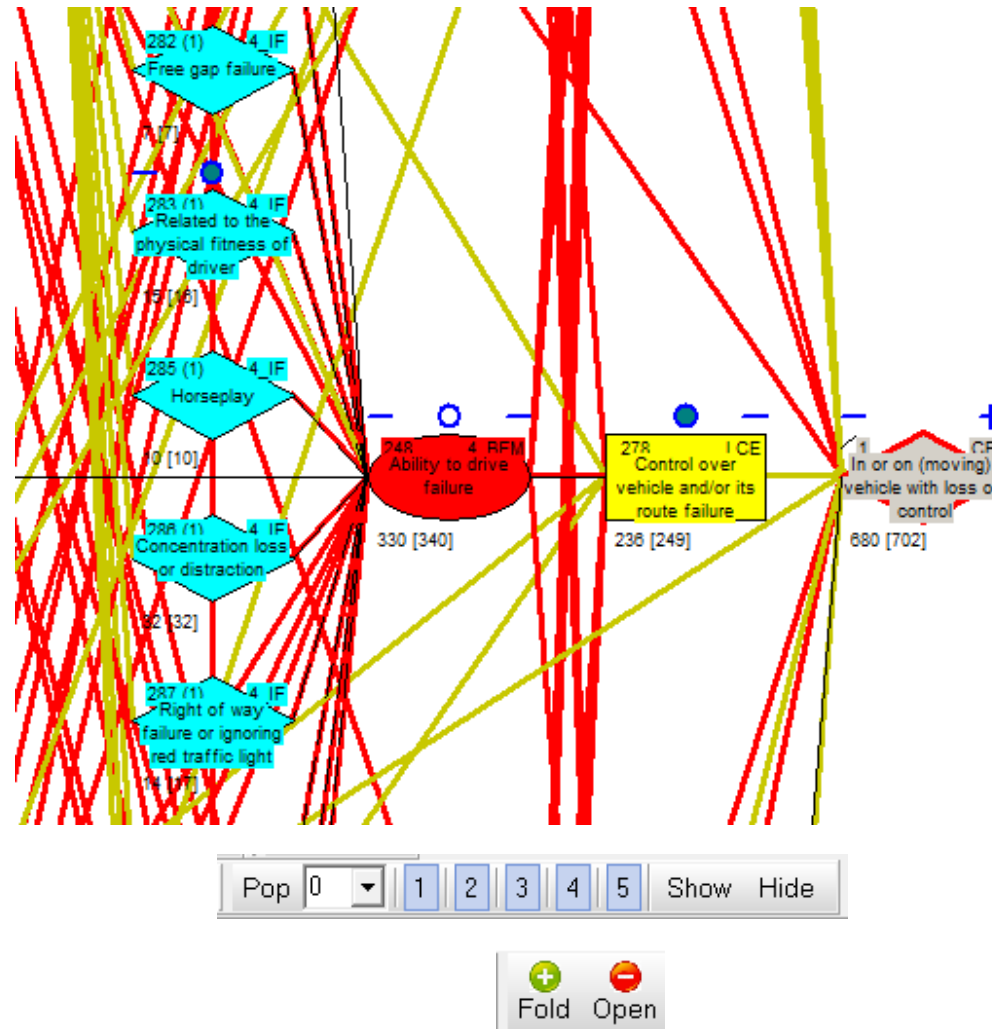 282 (1) 4_IF
Free gap failure
7 [7]
283 (1) 4_IF
Related to the
physical fitness of
driver
15 [16]
285 (1) 4_IF
Horseplay
10 [10]
286 (1) 4_IF
Concentration loss
or distraction
32 [32]
287 (1) 4_IF
Right of way
failure or ignoring
red traffic light
14 [17]
248 4_BFM
Ability to drive
failure
330 [340]
278 LCE
Control over
vehicle and/or its
route failure
236 [249]
1 CE
In or on (moving)
vehicle with loss o
control
680 [702]
Pop 0 1 2 3 4 5 Show Hide
Fold Open